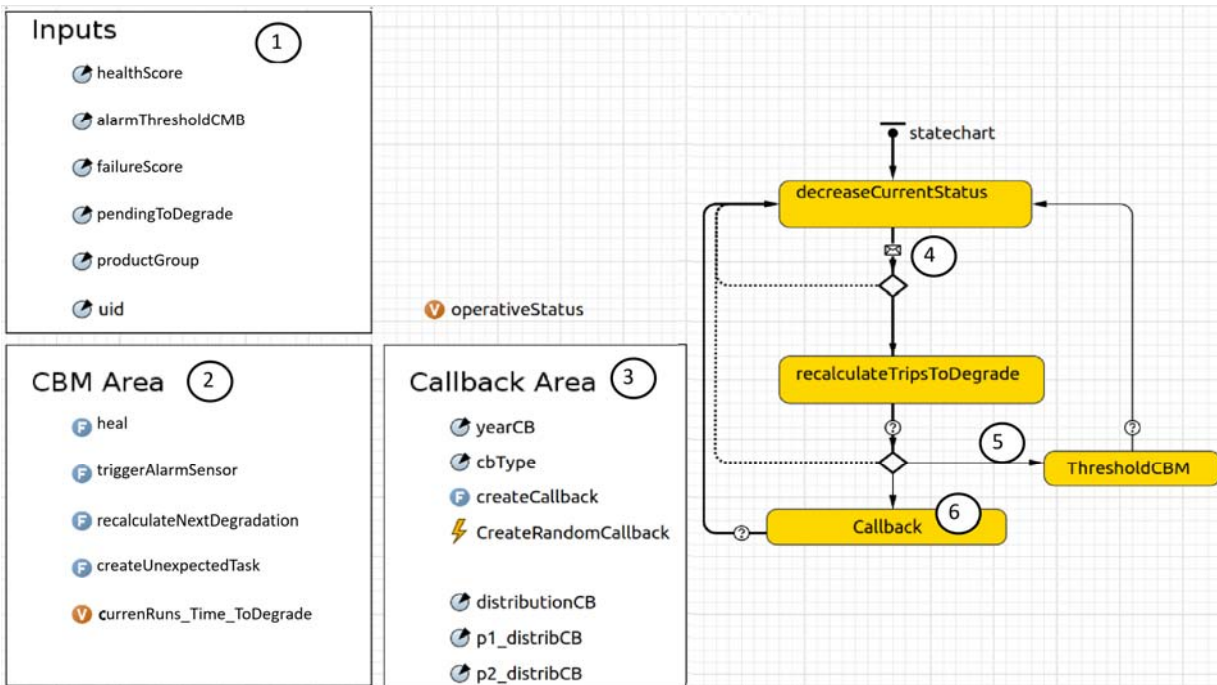 Inputs
1
healthScore
alarmThresholdCMB
failureScore
pendingToDegrade
productGroup
uid
V operativeStatus
CBM Area
2
F heal
F triggerAlarmSensor
F recalculateNextDegradation
F createUnexpectedTask
V currenRuns_Time_ToDegrade
Callback Area
3
yearCB
cbType
F createCallback
CreateRandomCallback
distributionCB
p1_distribCB
p2_distribCB
statechart
decreaseCurrentStatus
4
recalculateTripsToDegrade
?
?
5
ThresholdCBM
Callback
6
?